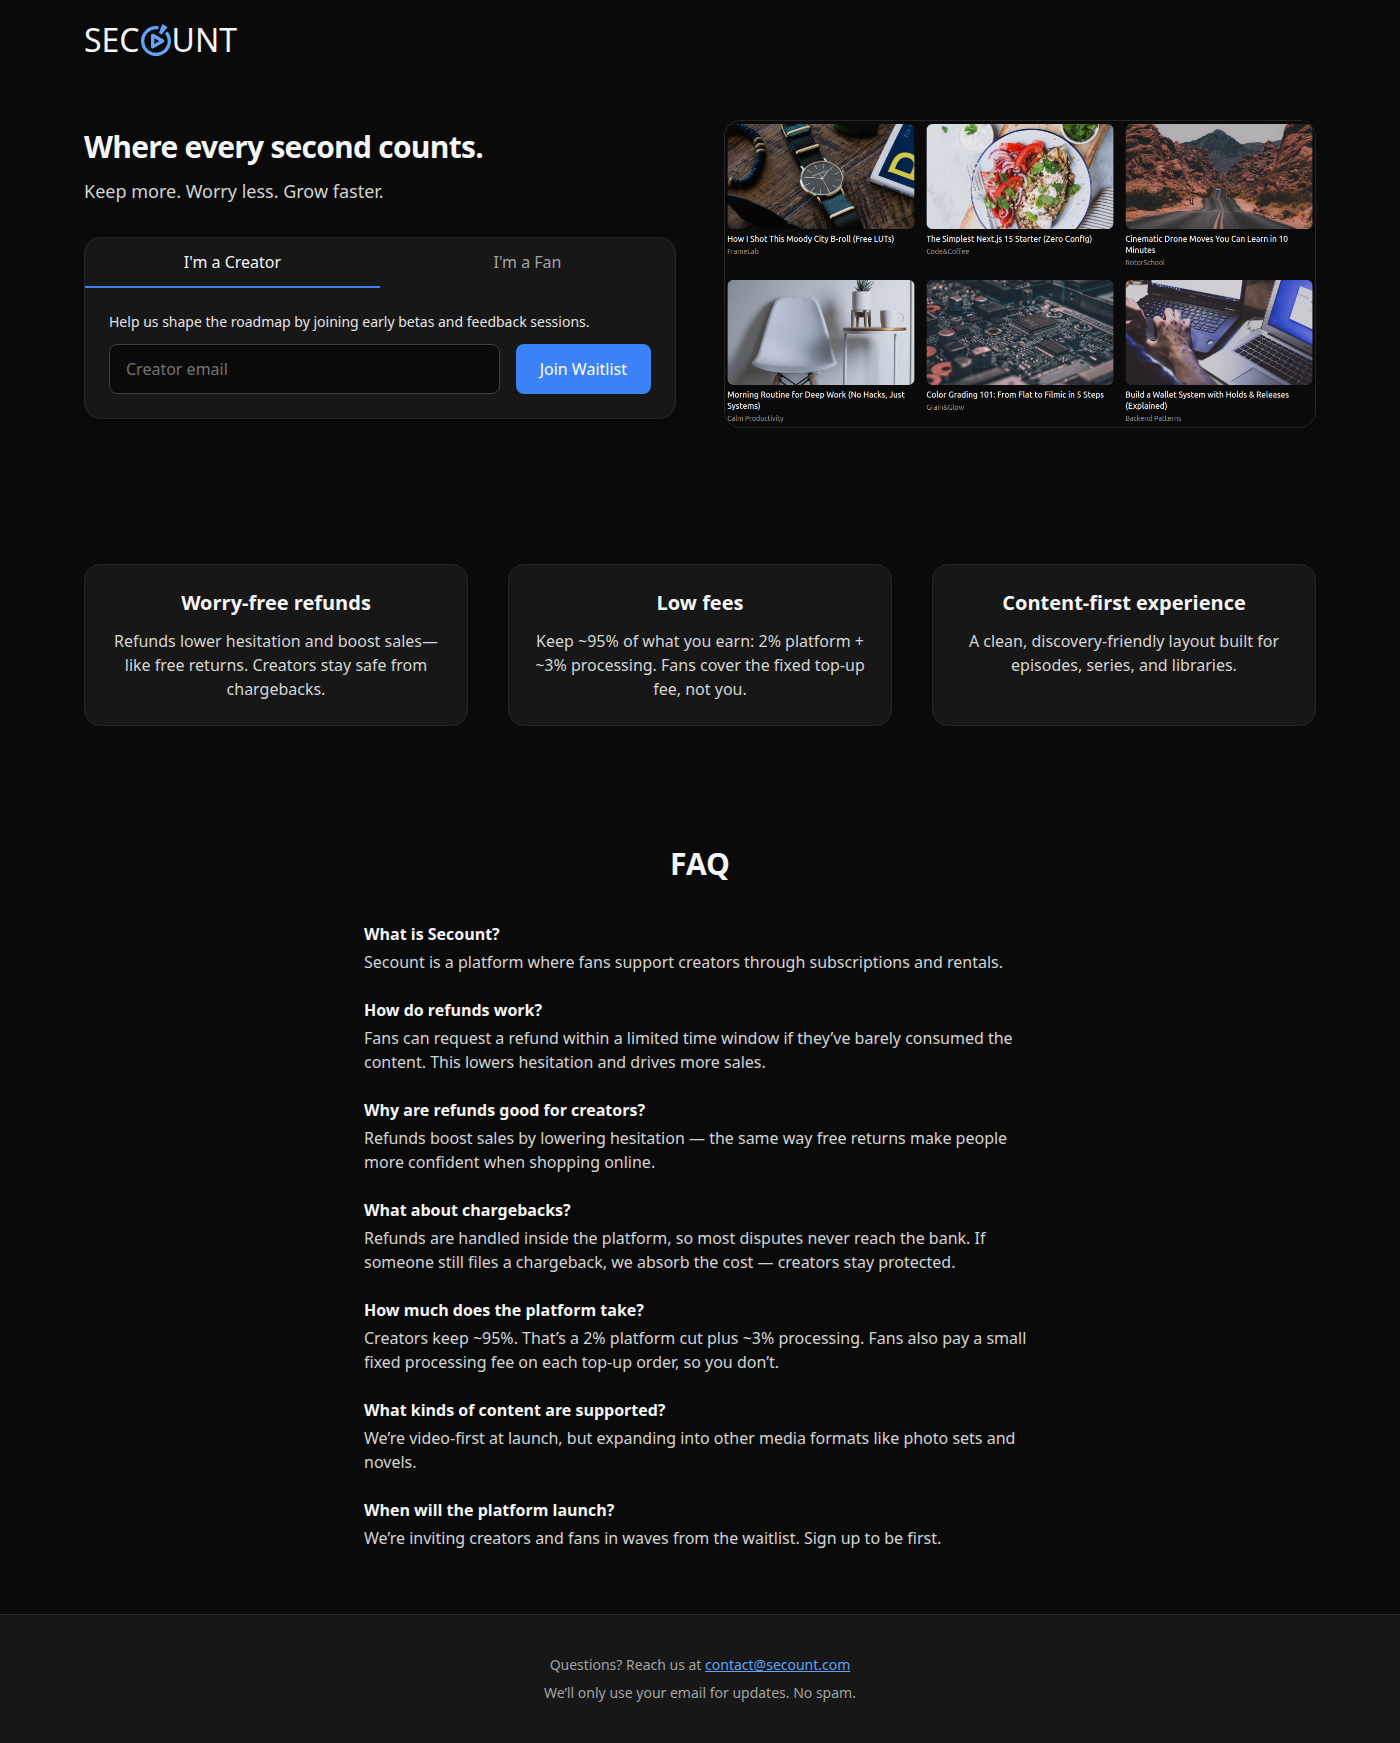 SECOUNT
Where every second counts.
Keep more. Worry less. Grow faster.
I'm a Creator
I'm a Fan
Help us shape the roadmap by joining early betas and feedback sessions.
Creator email
Join Waitlist
How I Shot This Moody City B-roll (Free LUTs)
FrameLab
The Simplest Next.js 15 Starter (Zero Config)
Code&Coffee
Cinematic Drone Moves You Can Learn in 10
Minutes
RotorSchool
Morning Routine for Deep Work (No Hacks, Just
Systems)
Calm Productivity
Color Grading 101: From Flat to Filmic in 5 Steps
Grain&Glow
Build a Wallet System with Holds & Releases
(Explained)
Backend Patterns
Worry-free refunds
Refunds lower hesitation and boost sales—
like free returns. Creators stay safe from
chargebacks.
Low fees
Keep ~95% of what you earn: 2% platform +
~3% processing. Fans cover the fixed top-up
fee, not you.
Content-first experience
A clean, discovery-friendly layout built for
episodes, series, and libraries.
FAQ
What is Secount?
Secount is a platform where fans support creators through subscriptions and rentals.
How do refunds work?
Fans can request a refund within a limited time window if they’ve barely consumed the
content. This lowers hesitation and drives more sales.
Why are refunds good for creators?
Refunds boost sales by lowering hesitation — the same way free returns make people
more confident when shopping online.
What about chargebacks?
Refunds are handled inside the platform, so most disputes never reach the bank. If
someone still files a chargeback, we absorb the cost — creators stay protected.
How much does the platform take?
Creators keep ~95%. That’s a 2% platform cut plus ~3% processing. Fans also pay a small
fixed processing fee on each top-up order, so you don’t.
What kinds of content are supported?
We’re video-first at launch, but expanding into other media formats like photo sets and
novels.
When will the platform launch?
We’re inviting creators and fans in waves from the waitlist. Sign up to be first.
Questions? Reach us at contact@secount.com
We’ll only use your email for updates. No spam.